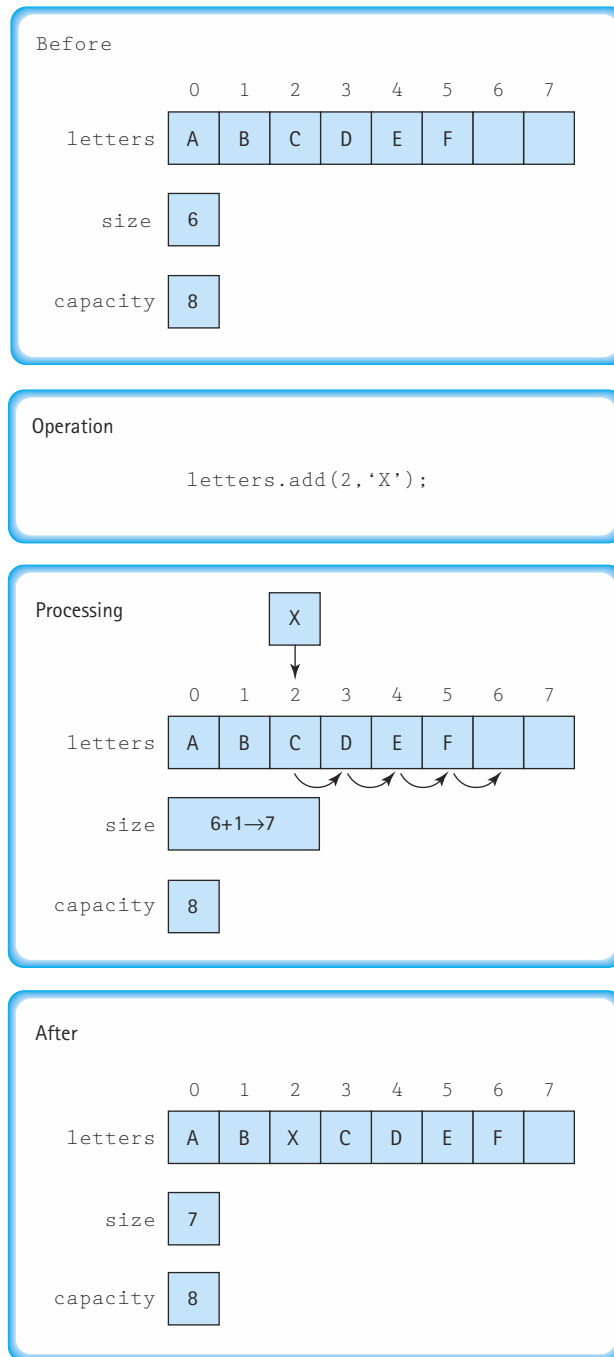 Before
0 1 2 3 4 5 6 7
letters A B C D E F
size 6
capacity 8
Operation
letters.add(2,‘X’);
Processing
X
0 1 2 3 4 5 6 7
letters A B C D E F
size 6+1→7
capacity 8
After
0 1 2 3 4 5 6 7
letters A B X C D E F
size 7
capacity 8